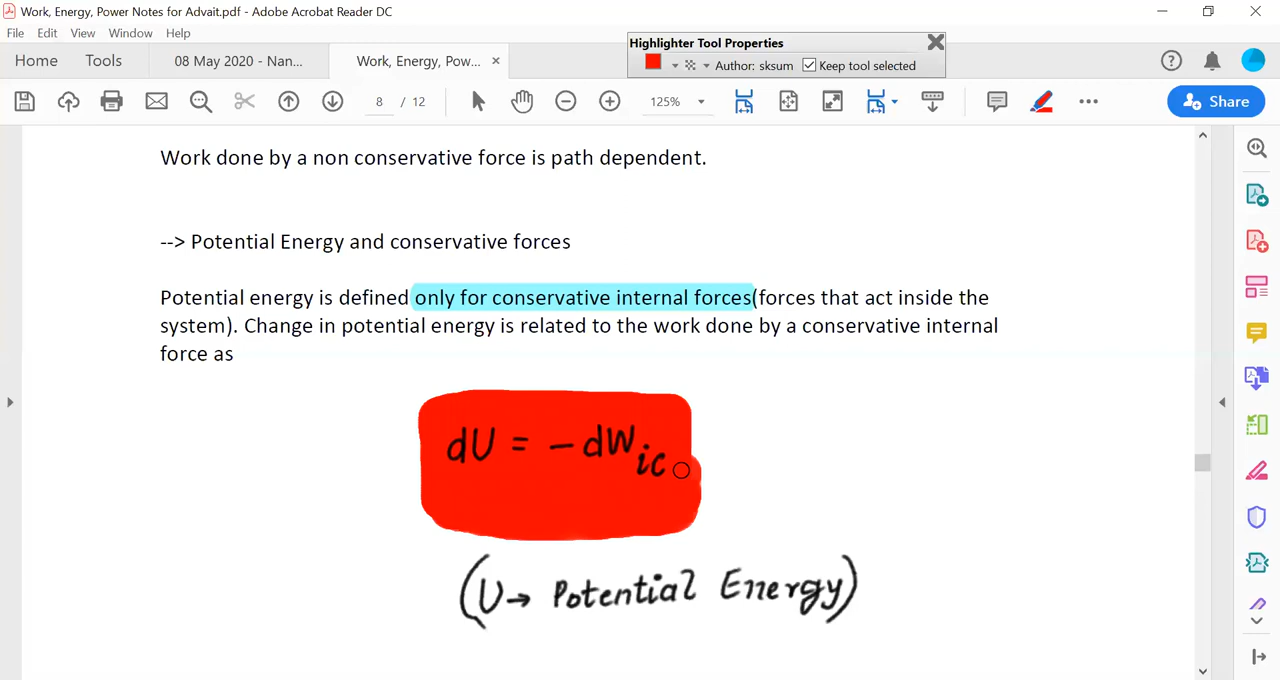 Work, Energy, Power Notes for Advait.pdf - Adobe Acrobat Reader DC
File Edit View Window Help
Highlighter Tool Properties
Author: sksum Keep tool selected
Home Tools 08 May 2020 - Nan... Work, Energy, Pow... ×
8 / 12 125% Share
Work done by a non conservative force is path dependent.
--> Potential Energy and conservative forces
Potential energy is defined only for conservative internal forces(forces that act inside the
system). Change in potential energy is related to the work done by a conservative internal
force as
dU = - dWic
(U→ Potential Energy)